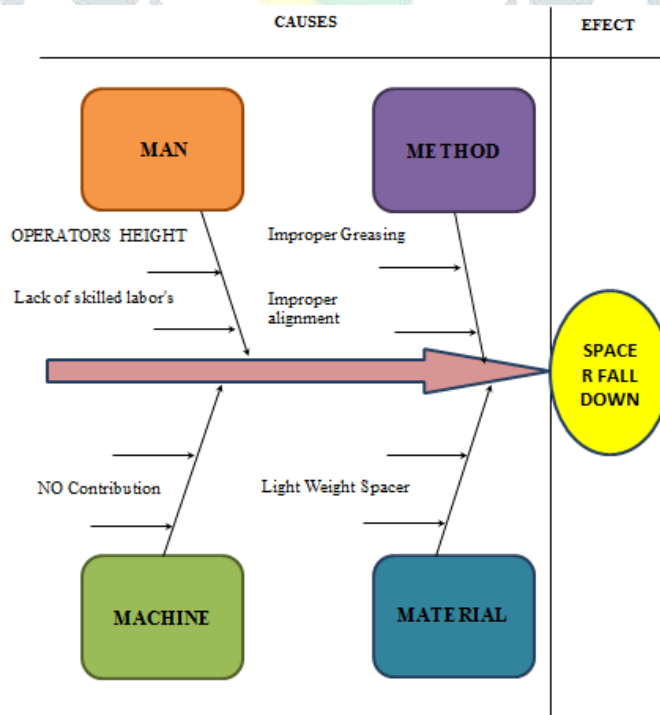 CAUSES
EFECT
MAN
METHOD
OPERATORS HEIGHT
Improper Greasing
Lack of skilled labor's
Improper
alignment
SPACE
R FALL
DOWN
NO Contribution
Light Weight Spacer
MACHINE
MATERIAL